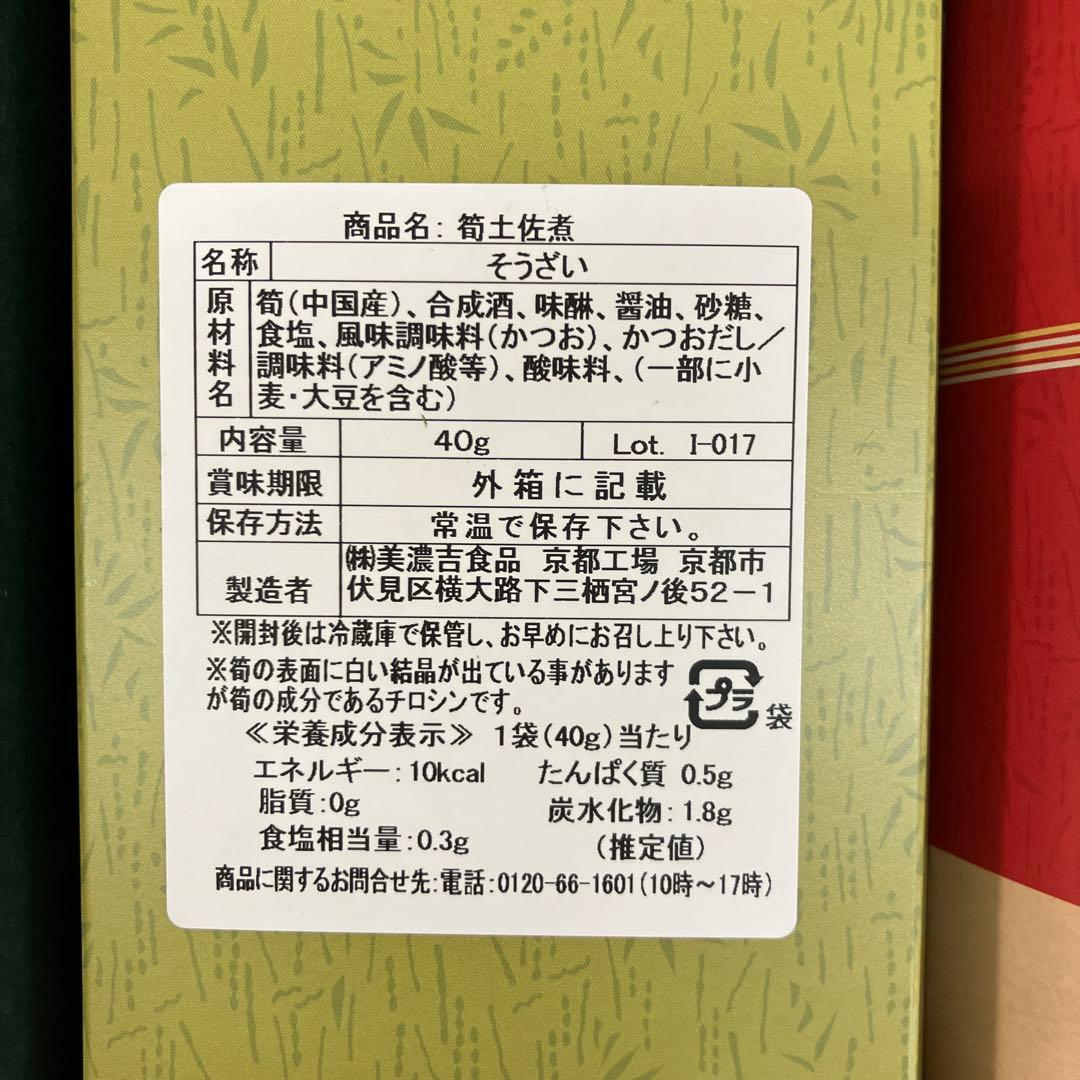 商品名：筍土佐煮
名称 そうざい
原材料名
筍（中国産）、合成酒、味醂、醤油、砂糖、
食塩、風味調味料（かつお）、かつおだし／
調味料（アミノ酸等）、酸味料、（一部に小
麦・大豆を含む）
内容量 40g Lot. I-017
賞味期限 外箱に記載
保存方法 常温で保存下さい。
製造者
㈱美濃吉食品 京都工場 京都市
伏見区横大路下三栖宮ノ後52－1
※開封後は冷蔵庫で保管し、お早めにお召し上り下さい。
※筍の表面に白い結晶が出ている事があります
が筍の成分であるチロシンです。
プラ 袋
≪栄養成分表示≫ 1袋（40g）当たり
エネルギー：10kcal たんぱく質 0.5g
脂質：0g 炭水化物：1.8g
食塩相当量：0.3g （推定値）
商品に関するお問合せ先：電話：0120-66-1601（10時～17時）